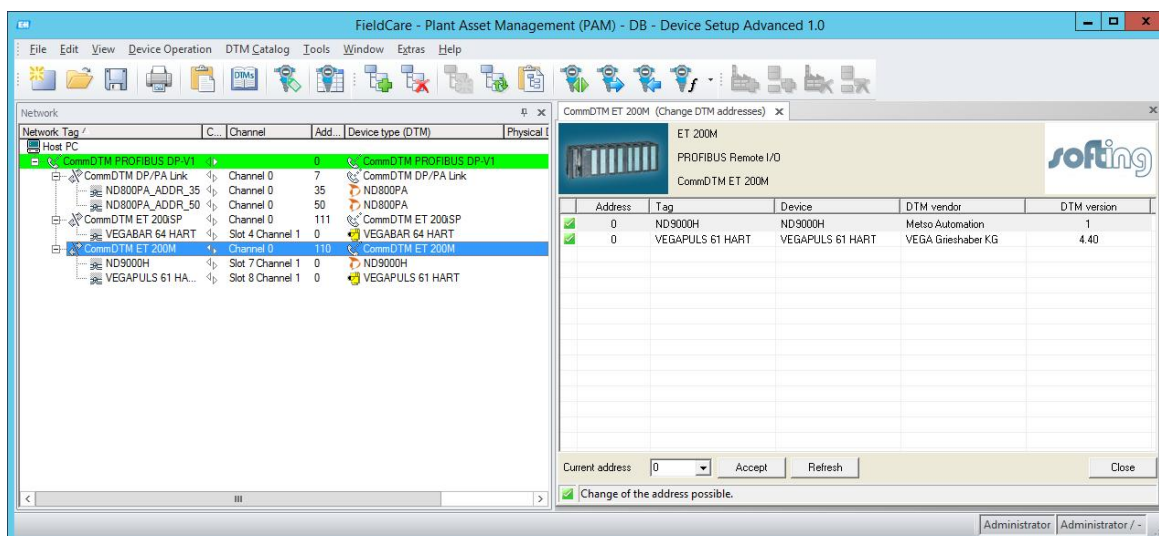 FieldCare - Plant Asset Management (PAM) - DB - Device Setup Advanced 1.0
File Edit View Device Operation DTM Catalog Tools Window Extras Help
DTMs
Network
Network Tag C... Channel Add... Device type (DTM) Physical
Host PC
CommDTM PROFIBUS DP-V1 0 CommDTM PROFIBUS DP-V1
CommDTM DP/PA Link Channel 0 7 CommDTM DP/PA Link
ND800PA_ADDR_35 Channel 0 35 ND800PA
ND800PA_ADDR_50 Channel 0 50 ND800PA
CommDTM ET 200iSP Channel 0 111 CommDTM ET 200iSP
VEGABAR 64 HART Slot 4 Channel 1 0 VEGABAR 64 HART
CommDTM ET 200M Channel 0 110 CommDTM ET 200M
ND9000H Slot 7 Channel 1 0 ND9000H
VEGAPULS 61 HA... Slot 8 Channel 1 0 VEGAPULS 61 HART
CommDTM ET 200M (Change DTM addresses)
ET 200M
PROFIBUS Remote I/O
CommDTM ET 200M
softing
Address Tag Device DTM vendor DTM version
0 ND9000H ND9000H Metso Automation 1
0 VEGAPULS 61 HART VEGAPULS 61 HART VEGA Grieshaber KG 4.40
Current address 0 Accept Refresh Close
Change of the address possible.
Administrator Administrator / -